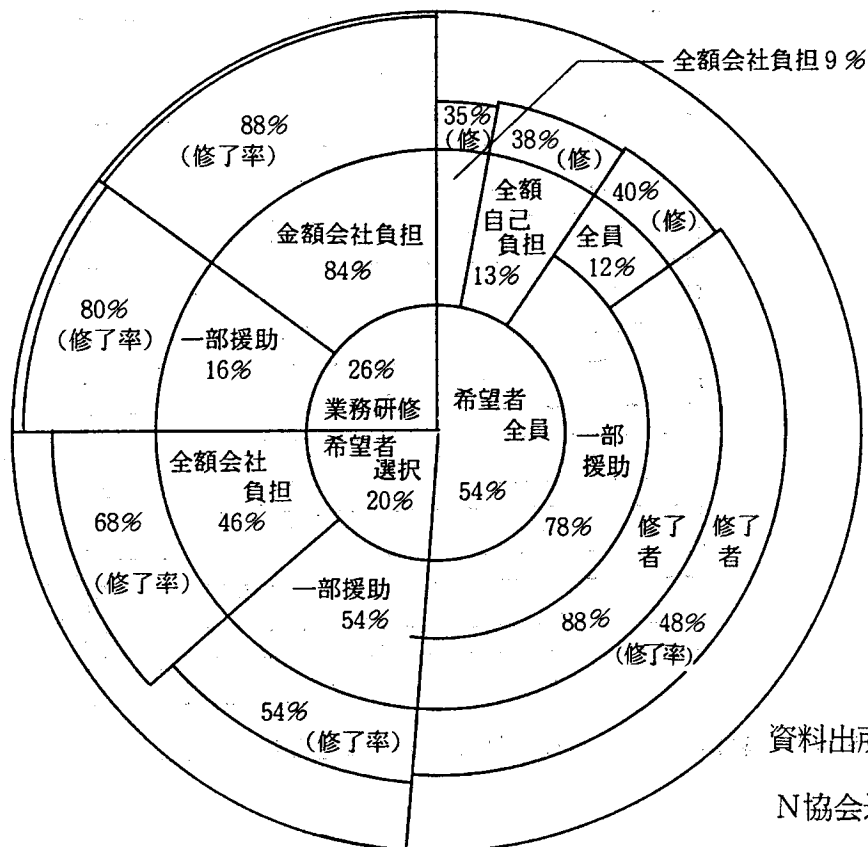 全額会社負担9%
35%
(修)
38%
(修)
40%
(修)
88%
(修了率)
全額
自己
負担
13%
全員
12%
金額会社負担
84%
80%
(修了率)
一部援助
16%
26%
業務研修
希望者
全員
54%
一部
援助
78%
希望者
選択
20%
全額会社
負担
46%
68%
(修了率)
修了
者
修了
者
一部援助
54%
88%
48%
(修了率)
54%
(修了率)
資料出所
N協会